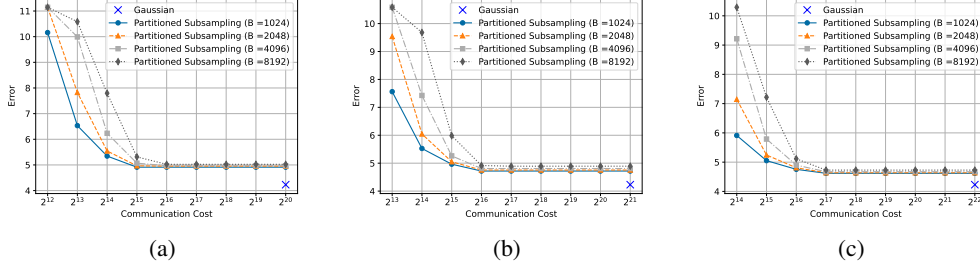 Gaussian
Partitioned Subsampling (B =1024)
Partitioned Subsampling (B =2048)
Partitioned Subsampling (B =4096)
Partitioned Subsampling (B =8192)
11
10
9
8
7
6
5
4
Error
2^12 2^13 2^14 2^15 2^16 2^17 2^18 2^19 2^20
Communication Cost
(a)
Gaussian
Partitioned Subsampling (B =1024)
Partitioned Subsampling (B =2048)
Partitioned Subsampling (B =4096)
Partitioned Subsampling (B =8192)
10
9
8
7
6
5
4
Error
2^13 2^14 2^15 2^16 2^17 2^18 2^19 2^20 2^21
Communication Cost
(b)
Gaussian
Partitioned Subsampling (B =1024)
Partitioned Subsampling (B =2048)
Partitioned Subsampling (B =4096)
Partitioned Subsampling (B =8192)
10
9
8
7
6
5
4
Error
2^14 2^15 2^16 2^17 2^18 2^19 2^20 2^21 2^22
Communication Cost
(c)